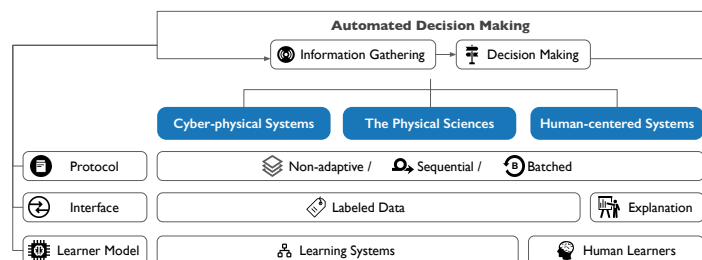 Automated Decision Making
Information Gathering
Decision Making
Cyber-physical Systems
The Physical Sciences
Human-centered Systems
Protocol
Non-adaptive /
Sequential /
B
Batched
Interface
Labeled Data
Explanation
Learner Model
Learning Systems
Human Learners